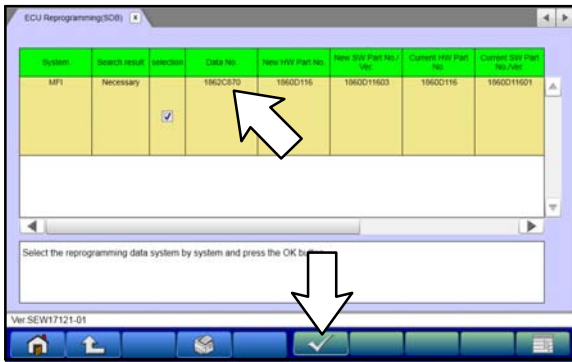 ECU Reprogramming(SDB) x
System Search result selection Data No. New HW Part No. New SW Part No./Ver. Current HW Part No. Current SW Part No./Ver.
MFI Necessary 1862C870 1860D116 1860D11603 1860D116 1860D11601
Select the reprogramming data system by system and press the OK
Ver.SEW17121-01